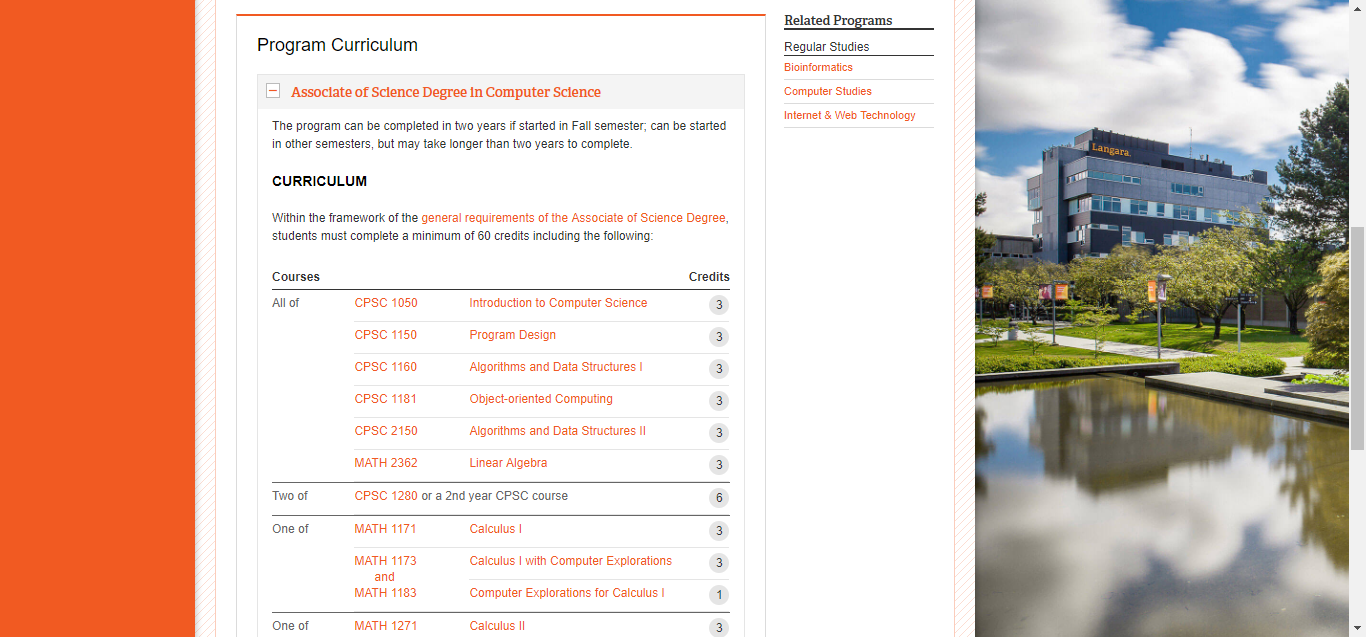 Program Curriculum
Associate of Science Degree in Computer Science
The program can be completed in two years if started in Fall semester; can be started
in other semesters, but may take longer than two years to complete.
CURRICULUM
Within the framework of the general requirements of the Associate of Science Degree,
students must complete a minimum of 60 credits including the following:
Courses Credits
All of CPSC 1050 Introduction to Computer Science 3
CPSC 1150 Program Design 3
CPSC 1160 Algorithms and Data Structures I 3
CPSC 1181 Object-oriented Computing 3
CPSC 2150 Algorithms and Data Structures II 3
MATH 2362 Linear Algebra 3
Two of CPSC 1280 or a 2nd year CPSC course 6
One of MATH 1171 Calculus I 3
MATH 1173 Calculus I with Computer Explorations 3
and
MATH 1183 Computer Explorations for Calculus I 1
One of MATH 1271 Calculus II 3
Related Programs
Regular Studies
Bioinformatics
Computer Studies
Internet & Web Technology
Langara.